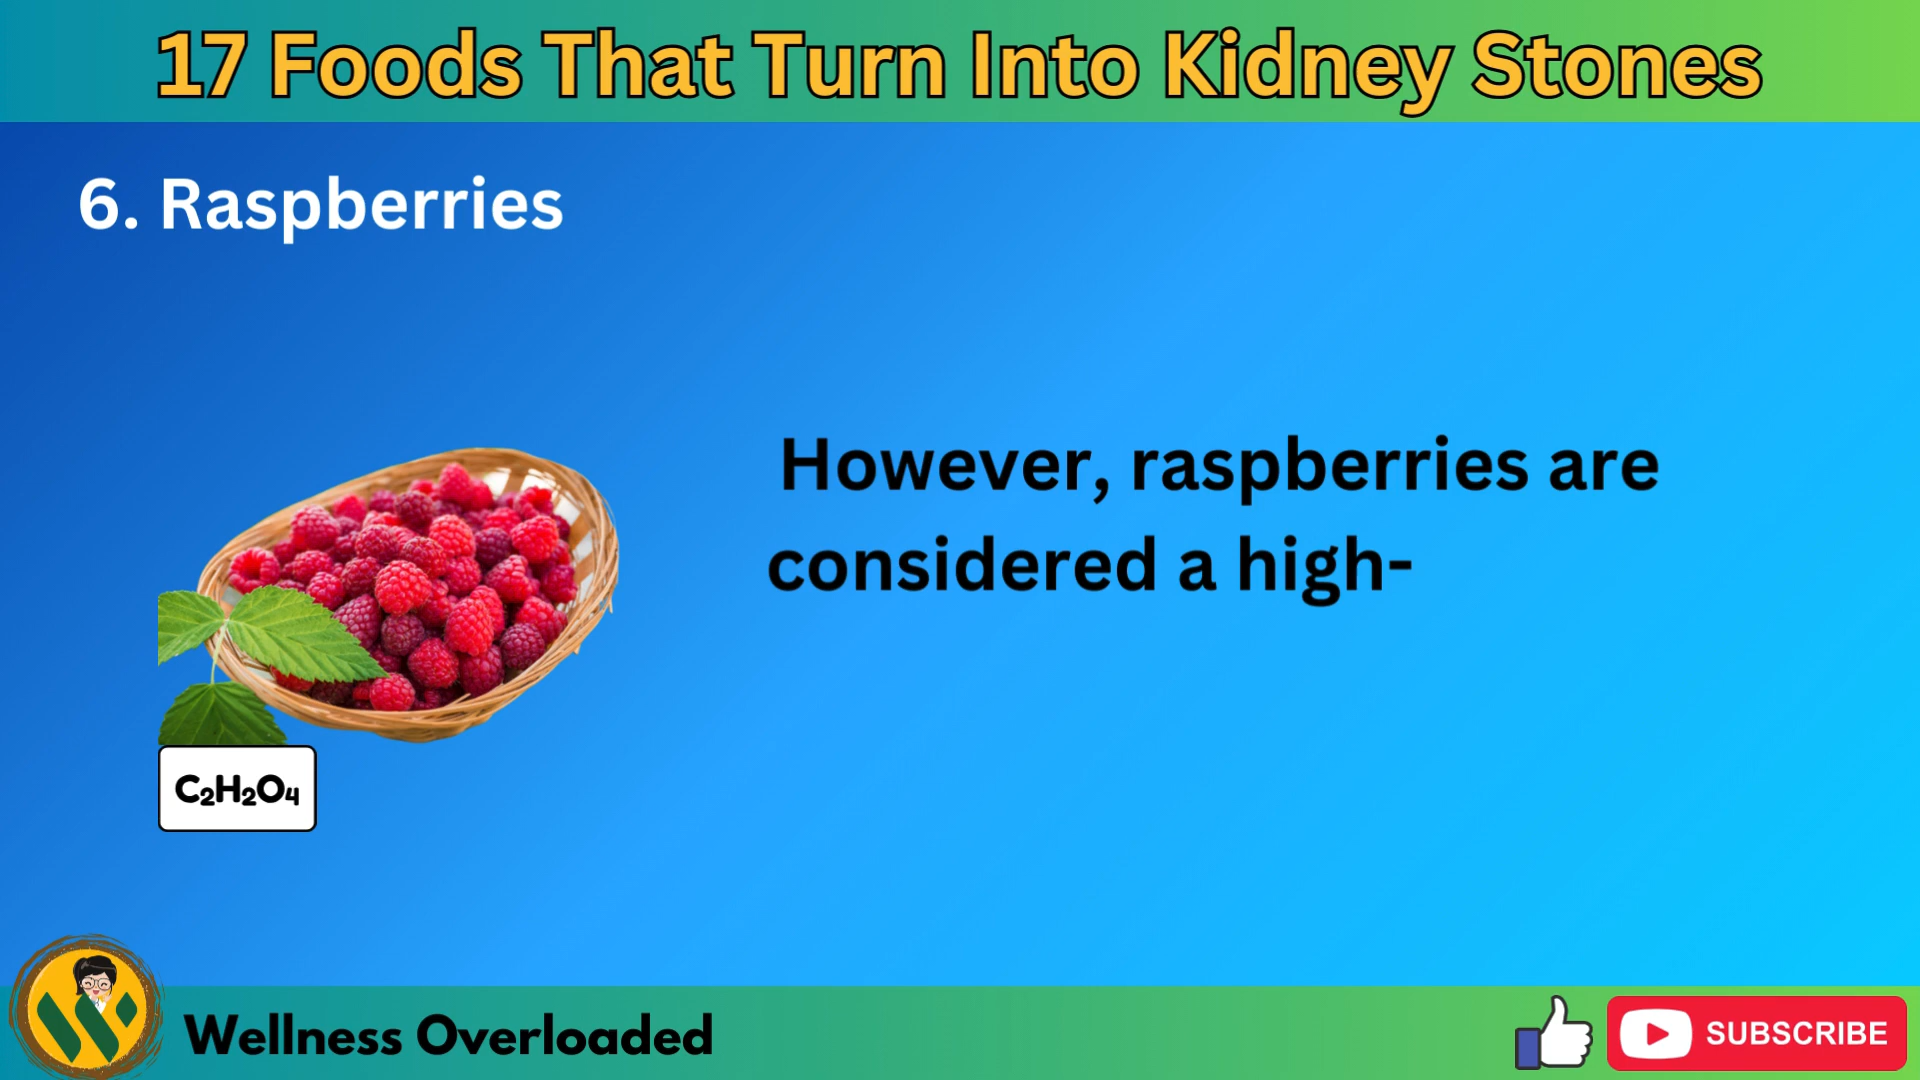 17 Foods That Turn Into Kidney Stones
6. Raspberries
However, raspberries are
considered a high-
C₂H₂O₄
Wellness Overloaded
SUBSCRIBE